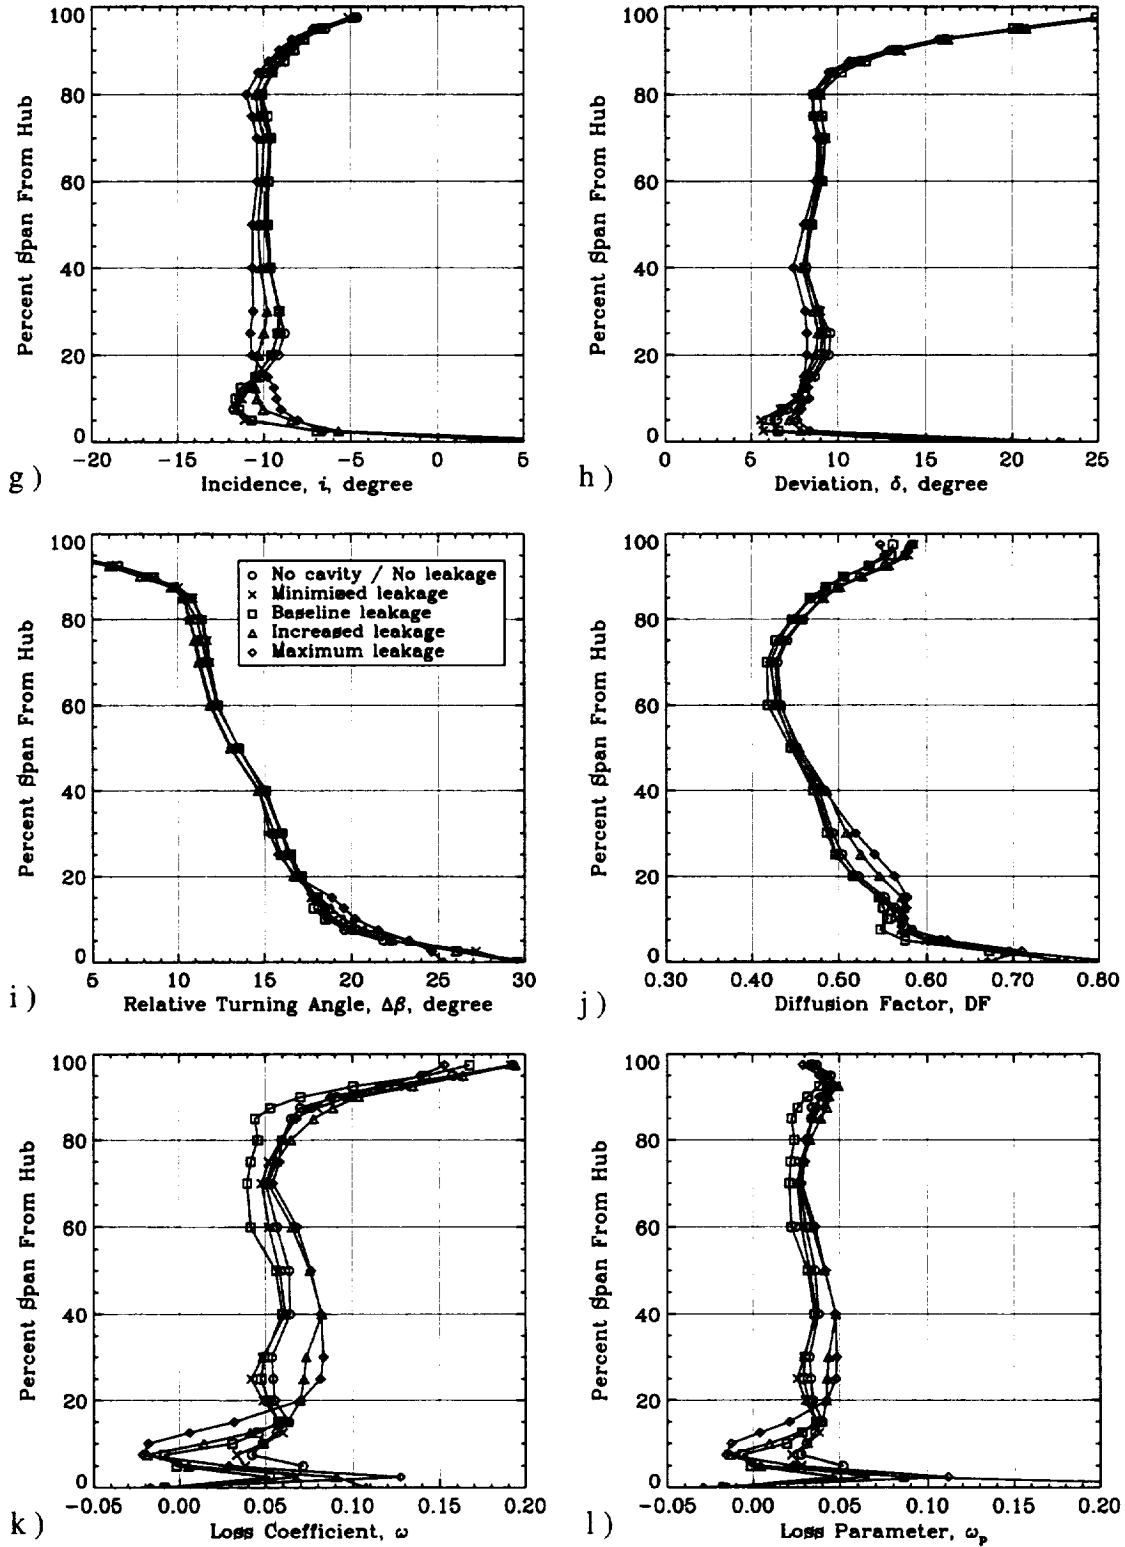 100
80
60
40
20
0
Percent Span From Hub
-20 -15 -10 -5 0 5
Incidence, i, degree
g )
100
80
60
40
20
0
Percent Span From Hub
5 10 15 20 25
Deviation, δ, degree
h )
100
80
60
40
20
0
Percent Span From Hub
No cavity / No leakage
Minimised leakage
Baseline leakage
Increased leakage
Maximum leakage
5 10 15 20 25 30
Relative Turning Angle, Δβ, degree
i )
100
80
60
40
20
0
Percent Span From Hub
0.30 0.40 0.50 0.60 0.70 0.80
Diffusion Factor, DF
j )
100
80
60
40
20
0
Percent Span From Hub
-0.05 0.00 0.05 0.10 0.15 0.20
Loss Coefficient, ω
k )
100
80
60
40
20
0
Percent Span From Hub
-0.05 0.00 0.05 0.10 0.15 0.20
Loss Parameter, ωp
l )